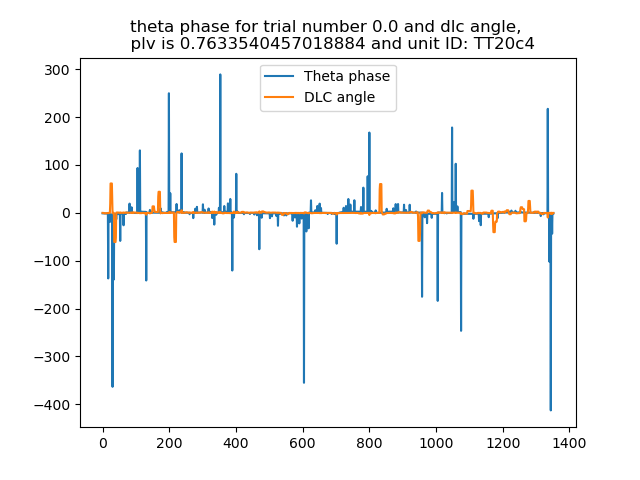 theta phase for trial number 0.0 and dlc angle,
plv is 0.7633540457018884 and unit ID: TT20c4
Theta phase
DLC angle
300
200
100
0
−100
−200
−300
−400
0 200 400 600 800 1000 1200 1400